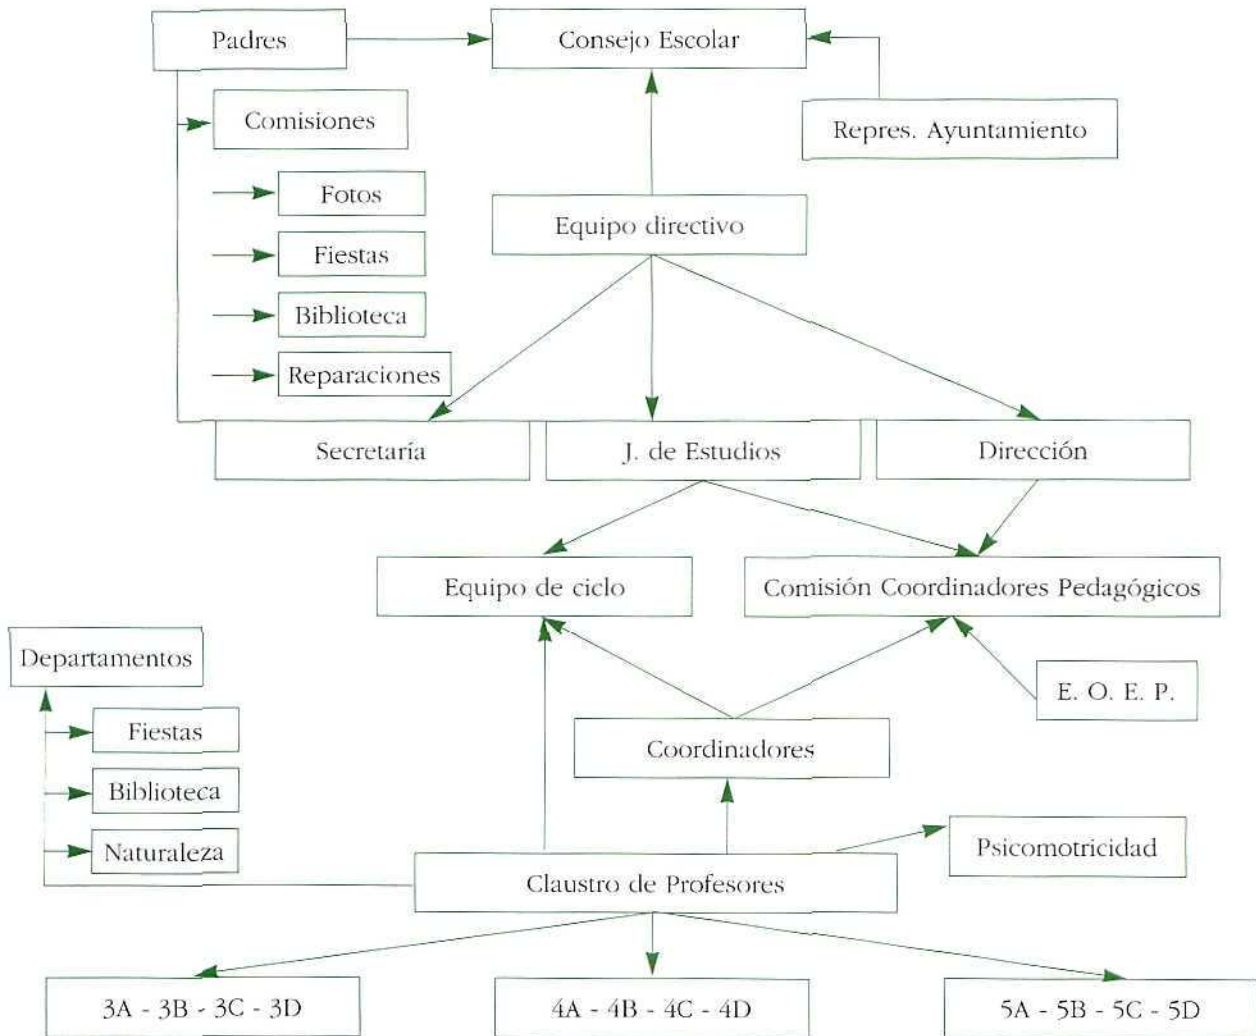 Padres
Consejo Escolar
Comisiones
Repres. Ayuntamiento
Fotos
Equipo directivo
Fiestas
Biblioteca
Reparaciones
Secretaría
J. de Estudios
Dirección
Equipo de ciclo
Comisión Coordinadores Pedagógicos
Departamentos
E. O. E. P.
Fiestas
Coordinadores
Biblioteca
Naturaleza
Psicomotricidad
Claustro de Profesores
3A - 3B - 3C - 3D
4A - 4B - 4C - 4D
5A - 5B - 5C - 5D